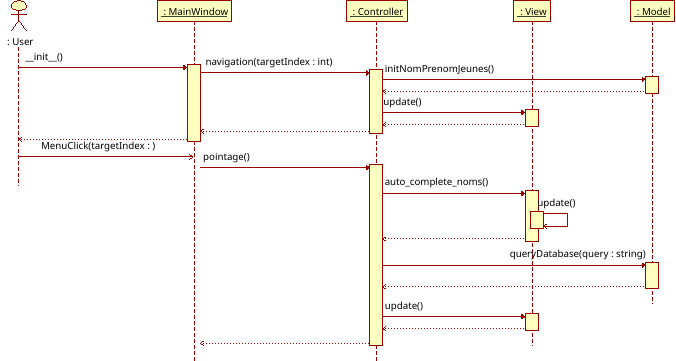 : MainWindow
: Controller
: View
: Model
: User
__init__()
navigation(targetIndex : int)
initNomPrenomJeunes()
update()
MenuClick(targetIndex : )
pointage()
auto_complete_noms()
update()
queryDatabase(query : string)
update()